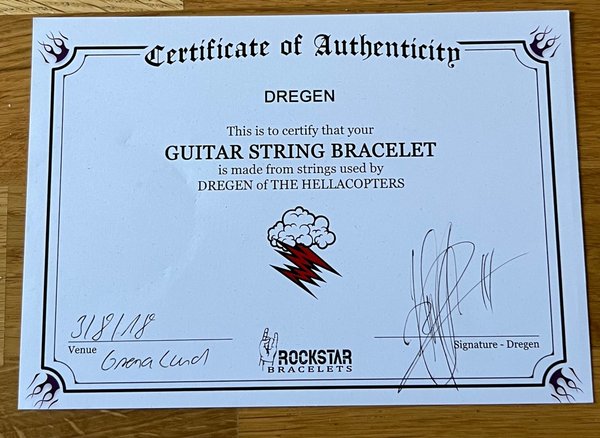 Certificate of Authenticity
DREGEN
This is to certify that your
GUITAR STRING BRACELET
is made from strings used by
DREGEN of THE HELLACOPTERS
3/8/18
Venue
Grena Lund
ROCKSTAR
BRACELETS
Signature - Dregen